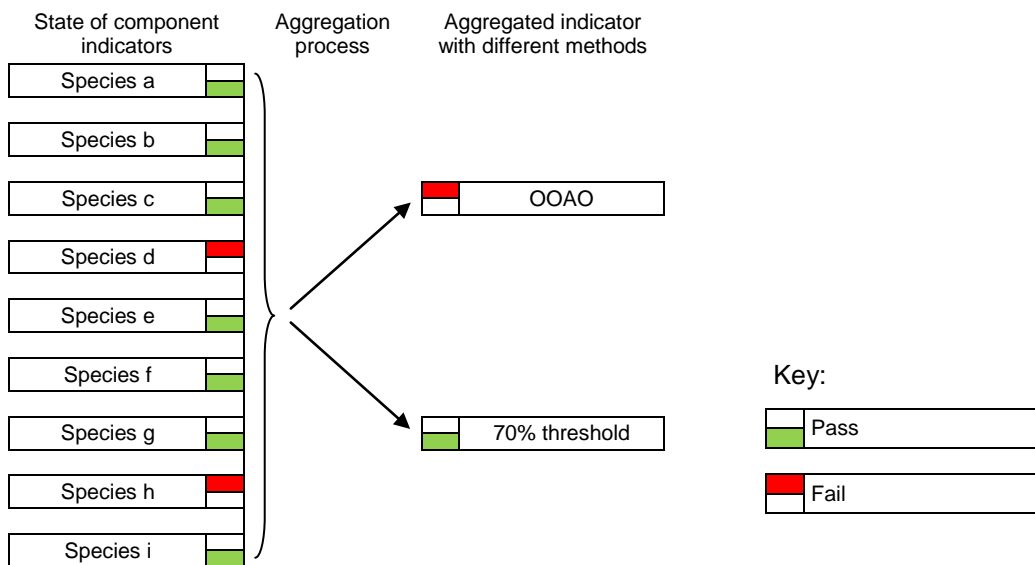 State of component
indicators
Aggregation
process
Aggregated indicator
with different methods
Species a
Species b
Species c
Species d
Species e
Species f
Species g
Species h
Species i
OOAO
70% threshold
Key:
Pass
Fail